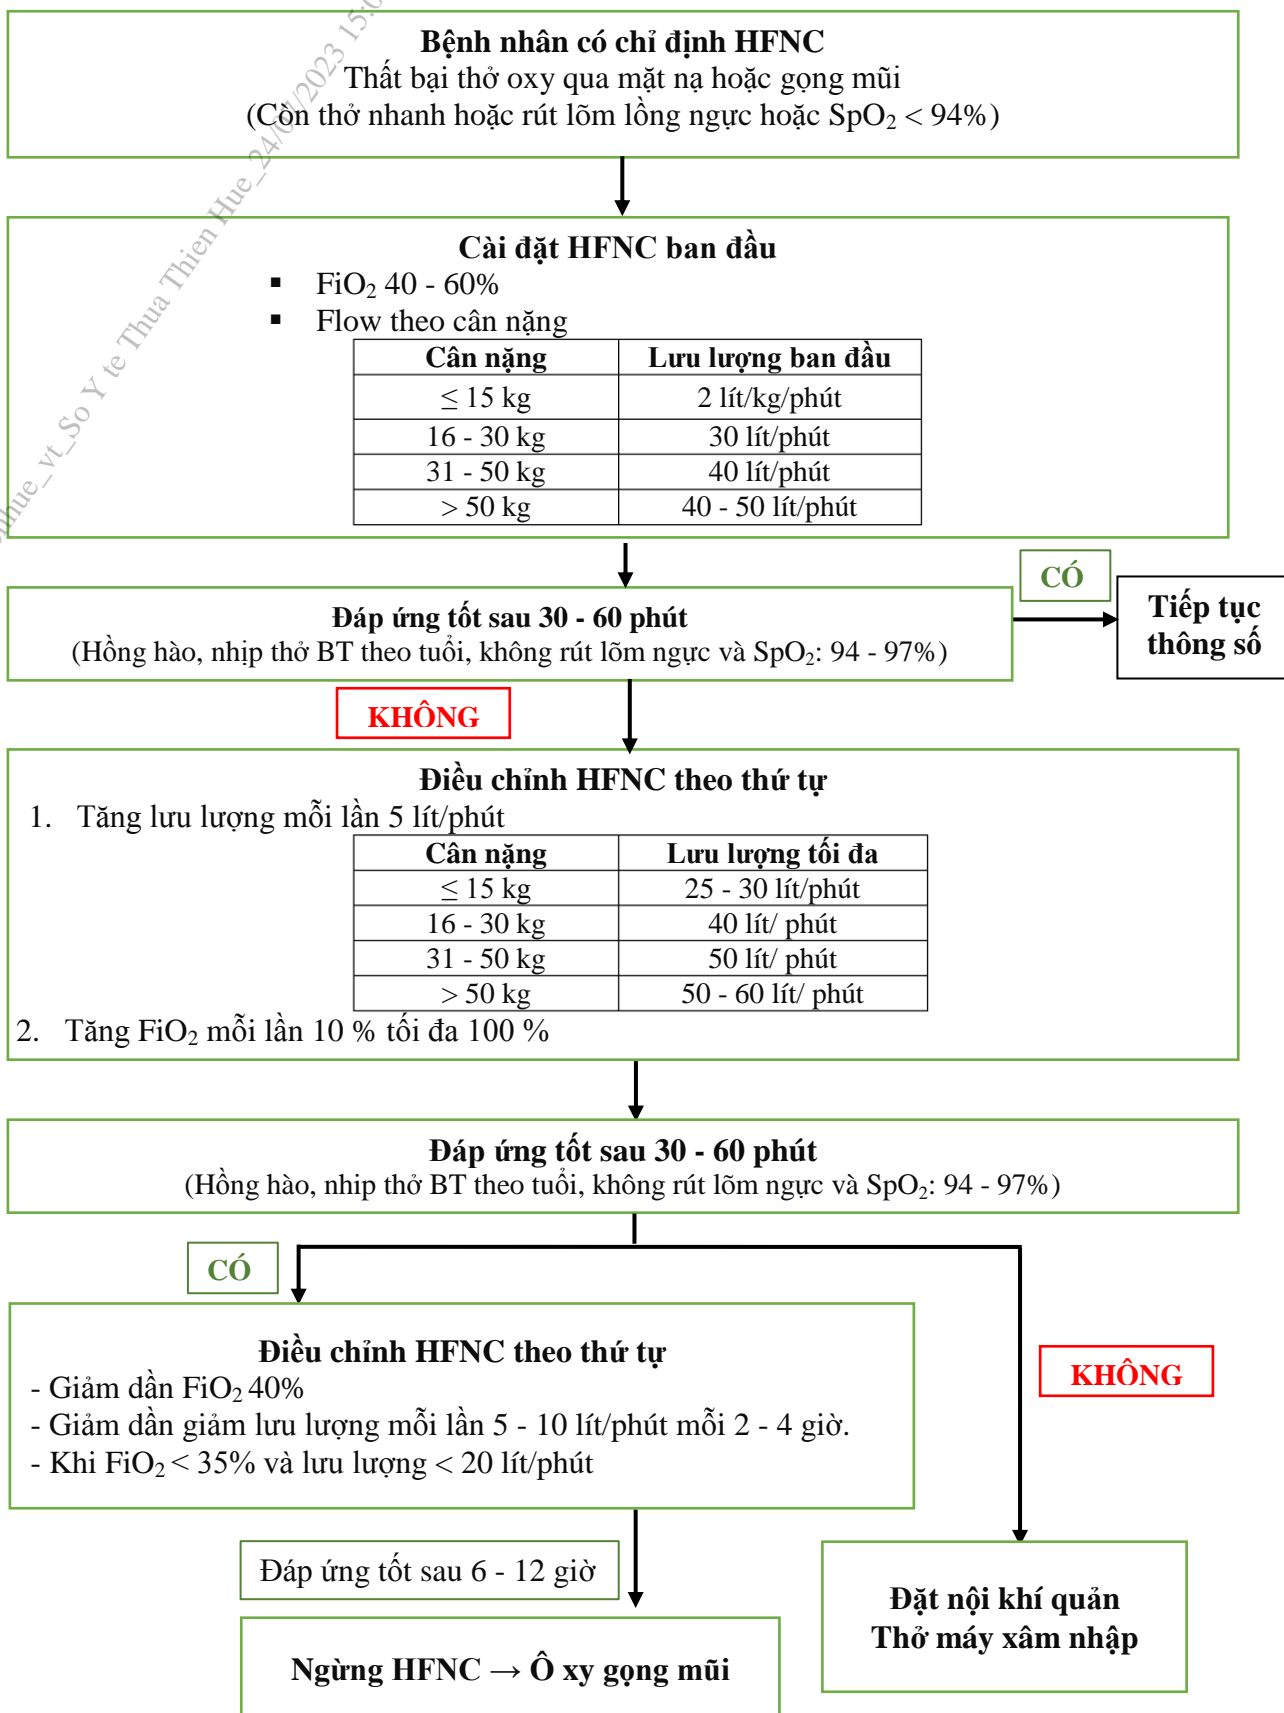 Bệnh nhân có chỉ định HFNC
Thất bại thở oxy qua mặt nạ hoặc gọng mũi
(Còn thở nhanh hoặc rút lõm lồng ngực hoặc SpO₂ < 94%)
Cài đặt HFNC ban đầu
▪ FiO₂ 40 - 60%
▪ Flow theo cân nặng
Cân nặng Lưu lượng ban đầu
≤ 15 kg 2 lít/kg/phút
16 - 30 kg 30 lít/phút
31 - 50 kg 40 lít/phút
> 50 kg 40 - 50 lít/phút
CÓ
Đáp ứng tốt sau 30 - 60 phút
(Hồng hào, nhịp thở BT theo tuổi, không rút lõm ngực và SpO₂: 94 - 97%)
Tiếp tục
thông số
KHÔNG
Điều chỉnh HFNC theo thứ tự
1. Tăng lưu lượng mỗi lần 5 lít/phút
Cân nặng Lưu lượng tối đa
≤ 15 kg 25 - 30 lít/phút
16 - 30 kg 40 lít/ phút
31 - 50 kg 50 lít/ phút
> 50 kg 50 - 60 lít/ phút
2. Tăng FiO₂ mỗi lần 10 % tối đa 100 %
Đáp ứng tốt sau 30 - 60 phút
(Hồng hào, nhip thở BT theo tuổi, không rút lõm ngực và SpO₂: 94 - 97%)
CÓ
Điều chỉnh HFNC theo thứ tự
- Giảm dần FiO₂ 40%
- Giảm dần giảm lưu lượng mỗi lần 5 - 10 lít/phút mỗi 2 - 4 giờ.
- Khi FiO₂ < 35% và lưu lượng < 20 lít/phút
KHÔNG
Đáp ứng tốt sau 6 - 12 giờ
Ngừng HFNC → Ô xy gọng mũi
Đặt nội khí quản
Thở máy xâm nhập
vt_So Y te Thua Thien Hue